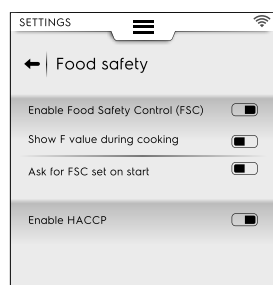 SETTINGS
Food safety
Enable Food Safety Control (FSC)
Show F value during cooking
Ask for FSC set on start
Enable HACCP